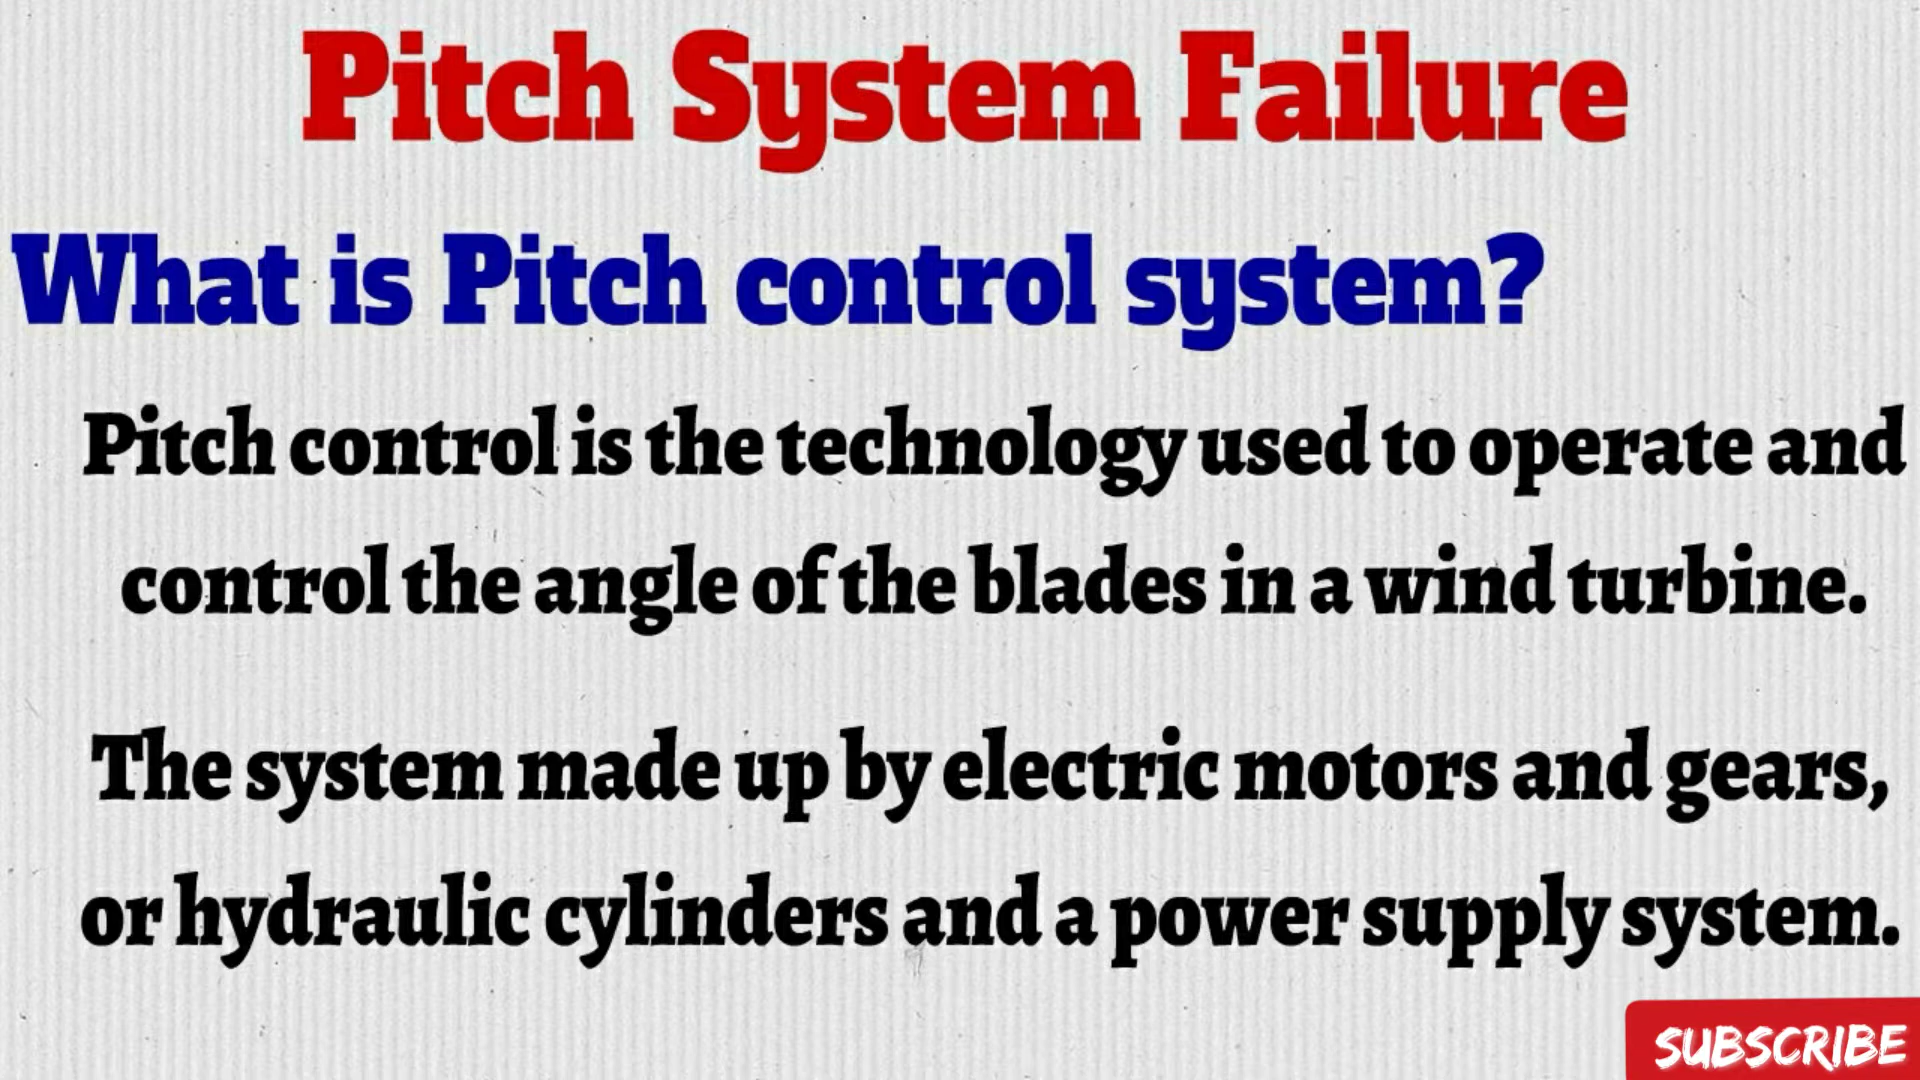 Pitch System Failure
What is Pitch control system?
Pitch control is the technology used to operate and
control the angle of the blades in a wind turbine.
The system made up by electric motors and gears,
or hydraulic cylinders and a power supply system.
SUBSCRIBE